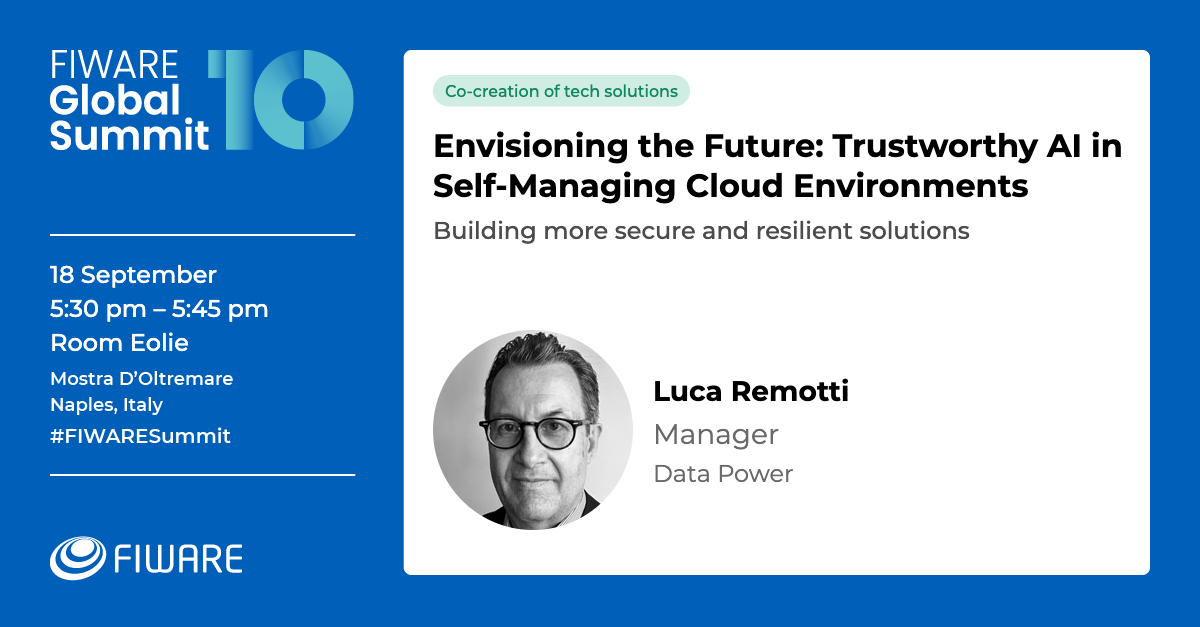 FIWARE
Global
Summit
10
18 September
5:30 pm – 5:45 pm
Room Eolie
Mostra D’Oltremare
Naples, Italy
#FIWARESummit
FIWARE
Co-creation of tech solutions
Envisioning the Future: Trustworthy AI in
Self-Managing Cloud Environments
Building more secure and resilient solutions
Luca Remotti
Manager
Data Power